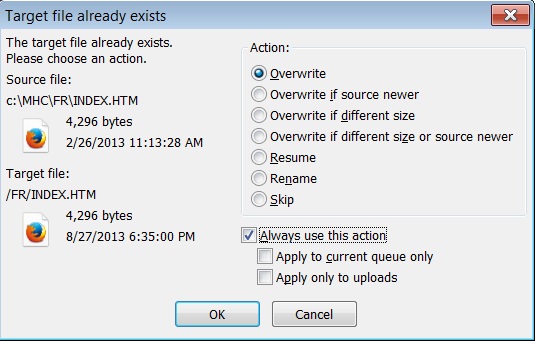 Target file already exists
The target file already exists.
Please choose an action.
Source file:
c:\MHC\FR\INDEX.HTM
4,296 bytes
2/26/2013 11:13:28 AM
Target file:
/FR/INDEX.HTM
4,296 bytes
8/27/2013 6:35:00 PM
Action:
Overwrite
Overwrite if source newer
Overwrite if different size
Overwrite if different size or source newer
Resume
Rename
Skip
Always use this action
Apply to current queue only
Apply only to uploads
OK
Cancel